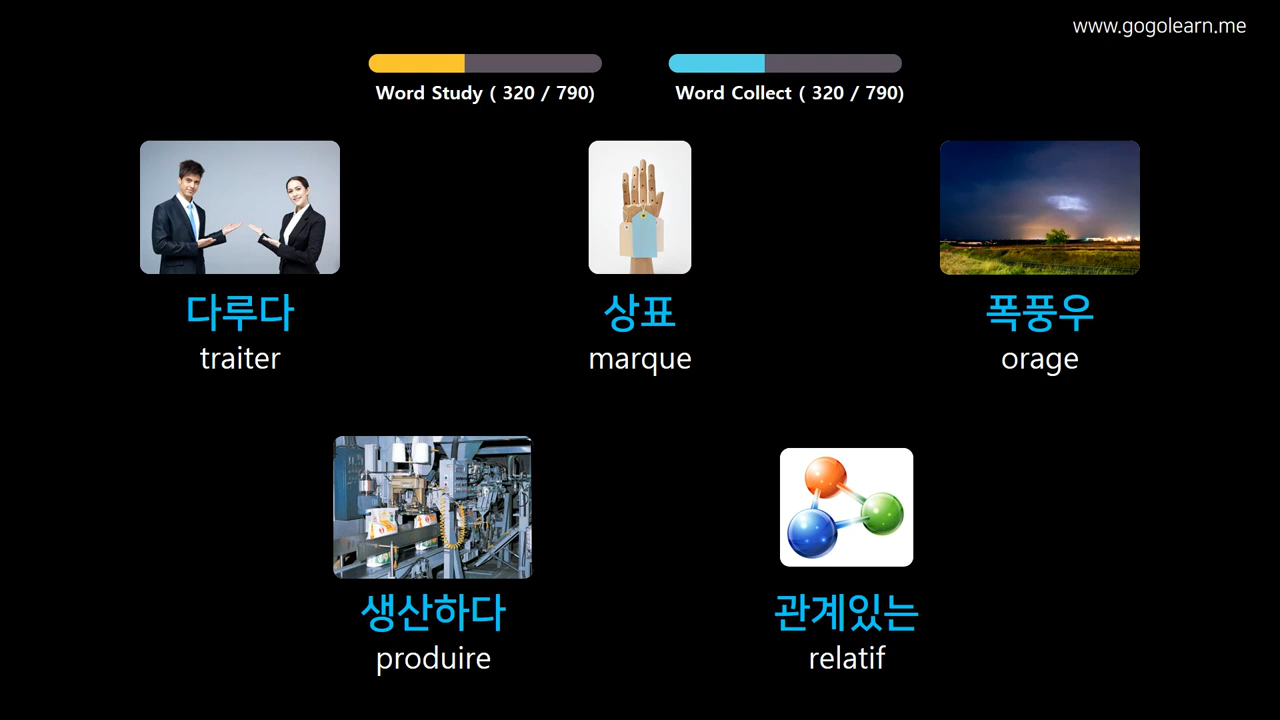 www.gogolearn.me
Word Study ( 320 / 790)
Word Collect ( 320 / 790)
다루다
traiter
상표
marque
폭풍우
orage
생산하다
produire
관계있는
relatif